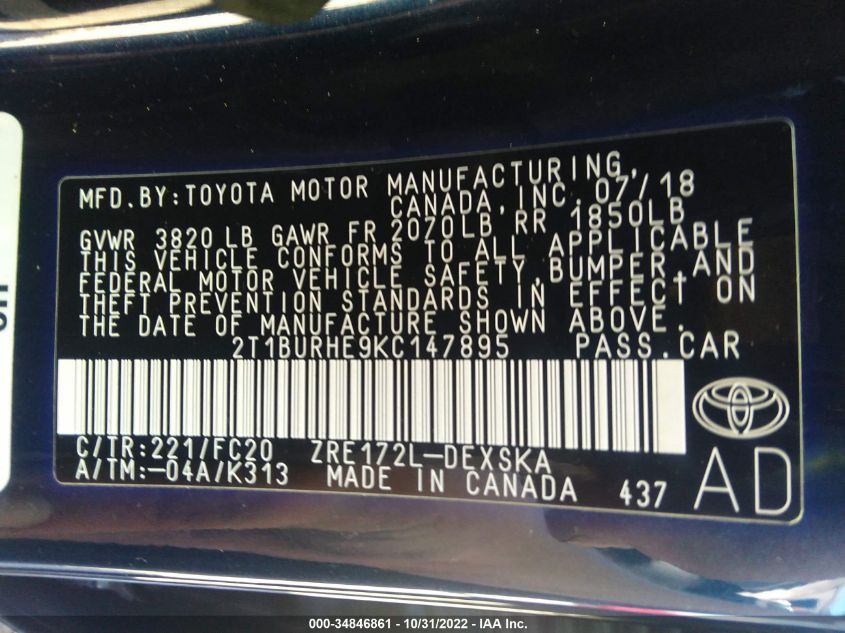 MFD.BY:TOYOTA MOTOR MANUFACTURING,
CANADA, INC. 07/18
GVWR 3820 LB GAWR FR 2070LB RR 1850LB
THIS VEHICLE CONFORMS TO ALL APPLICABLE
FEDERAL MOTOR VEHICLE SAFETY, BUMPER, AND
THEFT PREVENTION STANDARDS IN EFFECT ON
THE DATE OF MANUFACTURE SHOWN ABOVE.
2T1BURHE9KC147895 PASS.CAR
C/TR:221/FC20 ZRE172L-DEXSKA
A/TM:-04A/K313 MADE IN CANADA 437 AD
000-34846861 - 10/31/2022 - IAA Inc.